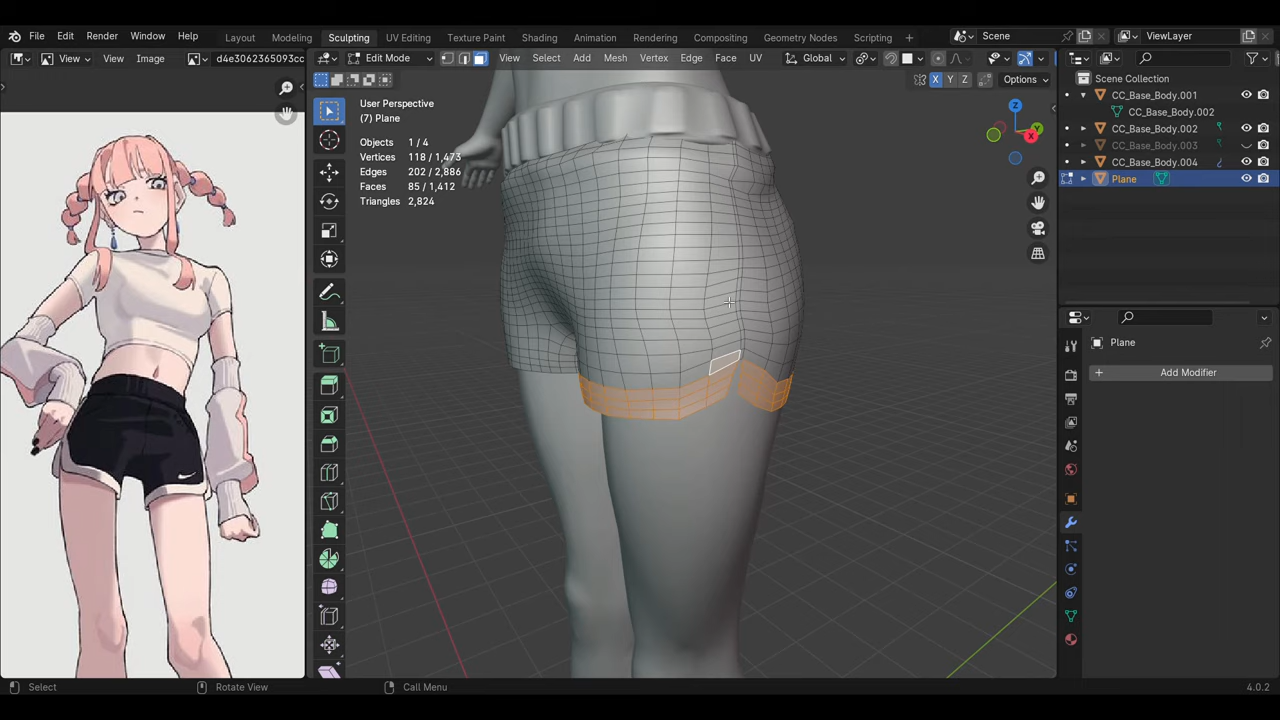 File Edit Render Window Help
Layout Modeling Sculpting UV Editing Texture Paint Shading Animation Rendering Compositing Geometry Nodes Scripting
Scene
ViewLayer
View View Image
d4e3062365093cc
Edit Mode
View Select Add Mesh Vertex Edge Face UV
Global
X Y Z
Options
User Perspective
(7) Plane
Objects 1 / 4
Vertices 118 / 1,473
Edges 202 / 2,886
Faces 85 / 1,412
Triangles 2,824
Z
Y
X
Scene Collection
CC_Base_Body.001
CC_Base_Body.002
CC_Base_Body.002
CC_Base_Body.003
CC_Base_Body.004
Plane
Plane
Add Modifier
Select
Rotate View
Call Menu
4.0.2